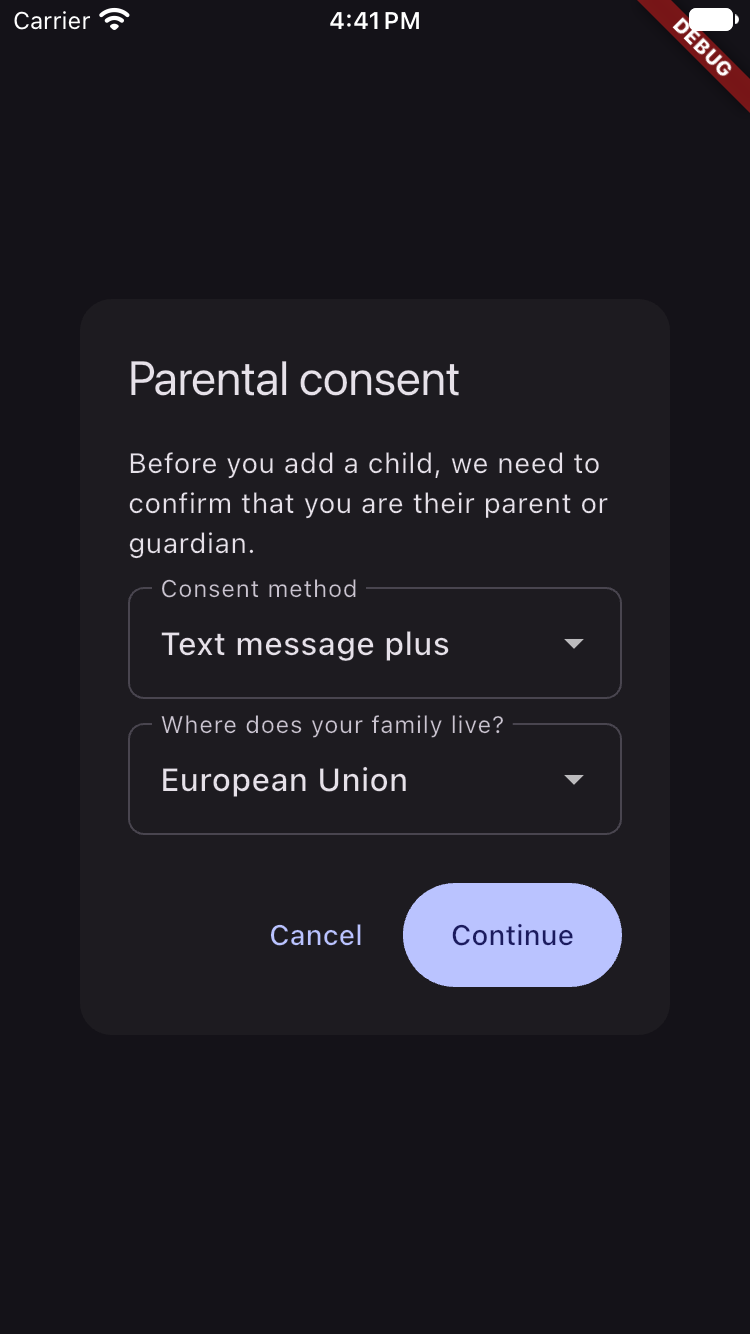 Carrier 4:41 PM
DEBUG
Parental consent
Before you add a child, we need to
confirm that you are their parent or
guardian.
Consent method
Text message plus
Where does your family live?
European Union
Cancel Continue